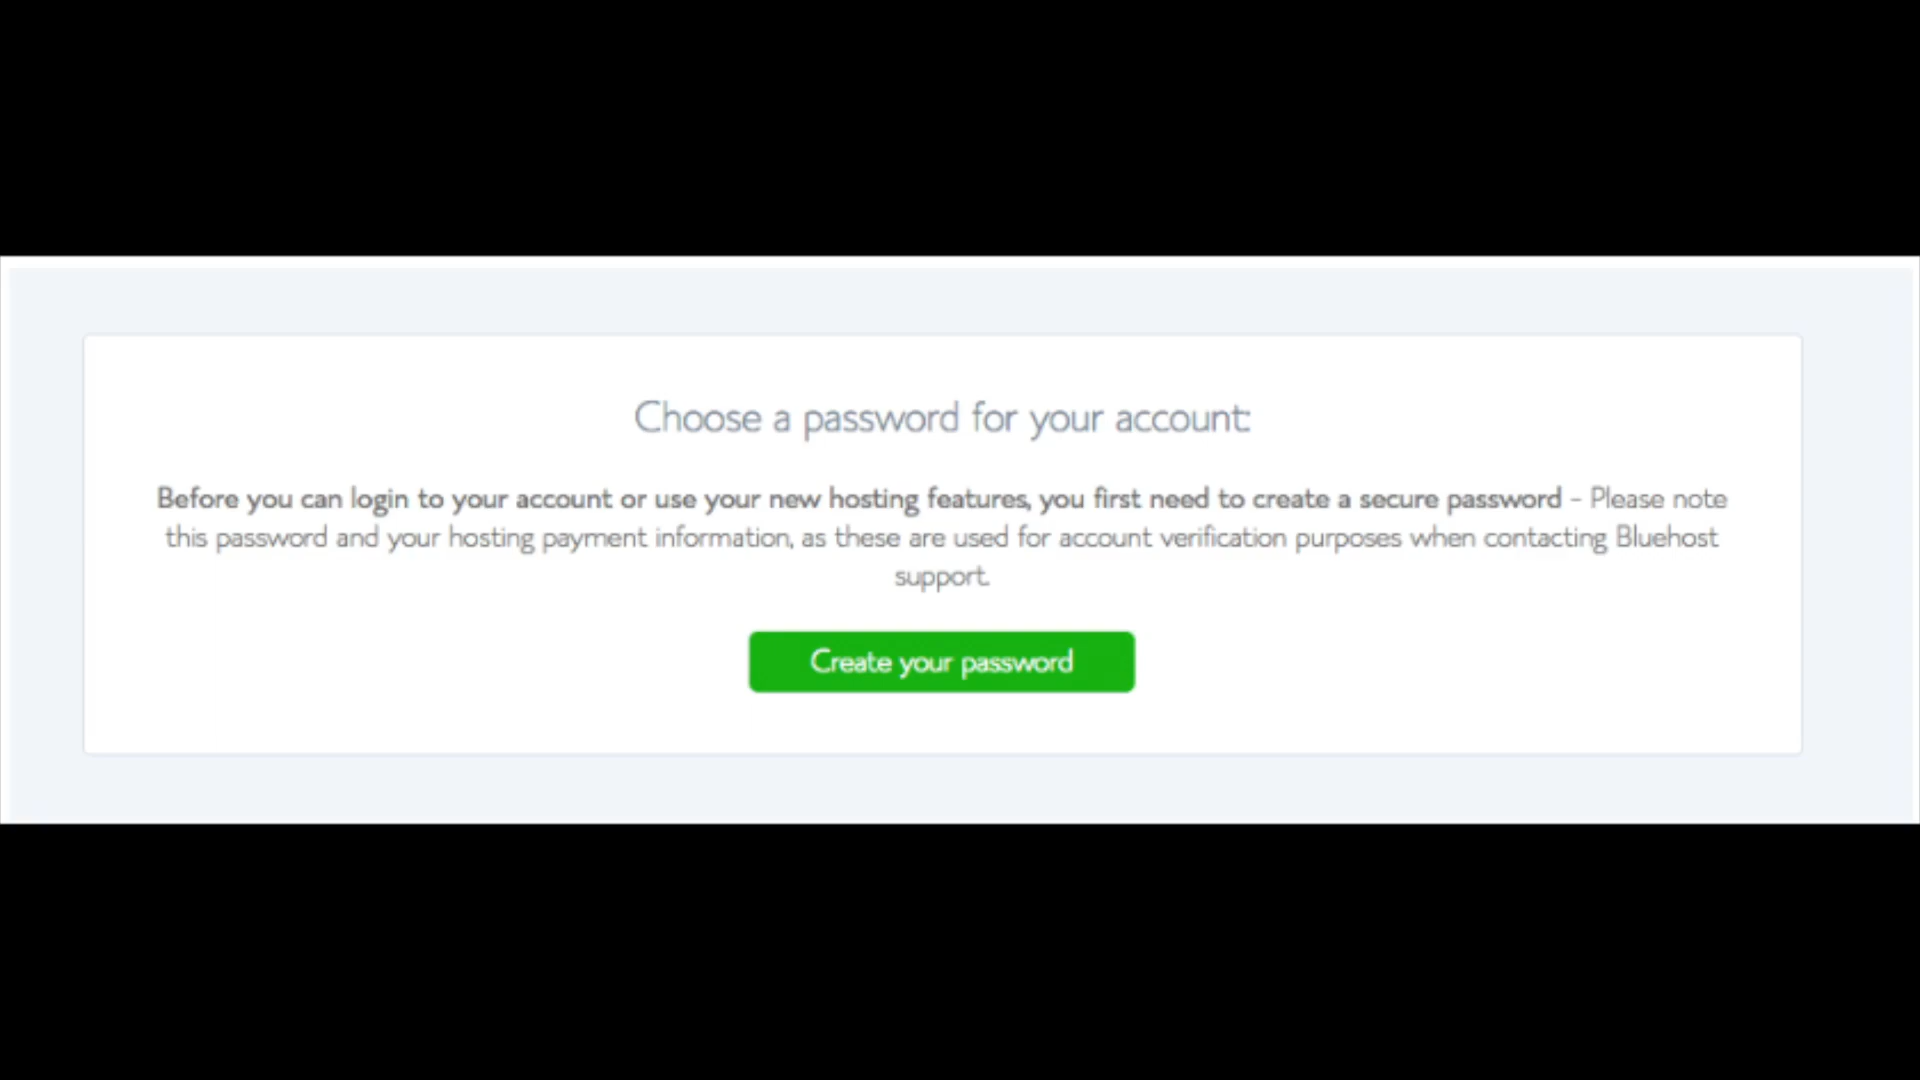 Choose a password for your account:
Before you can login to your account or use your new hosting features, you first need to create a secure password - Please note
this password and your hosting payment information, as these are used for account verification purposes when contacting Bluehost
support.
Create your password